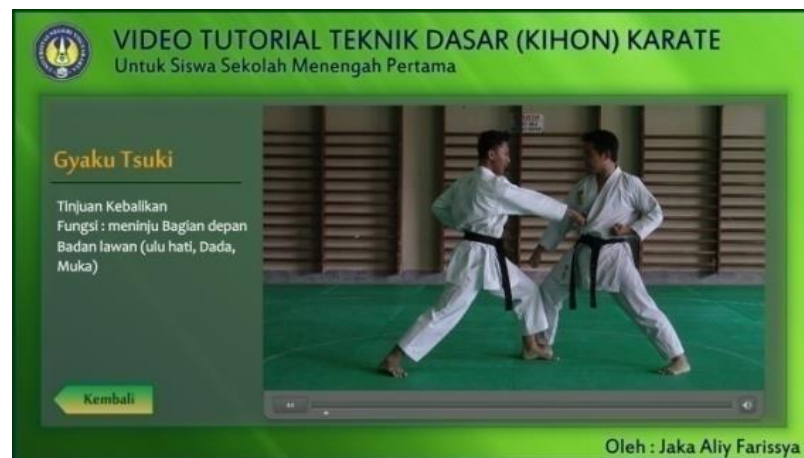 VIDEO TUTORIAL TEKNIK DASAR (KIHON) KARATE
Untuk Siswa Sekolah Menengah Pertama
Gyaku Tsuki
Tinjuan Kebalikan
Fungsi : meninju Bagian depan
Badan lawan (ulu hati, Dada,
Muka)
Kembali
Oleh : Jaka Aliy Farissya